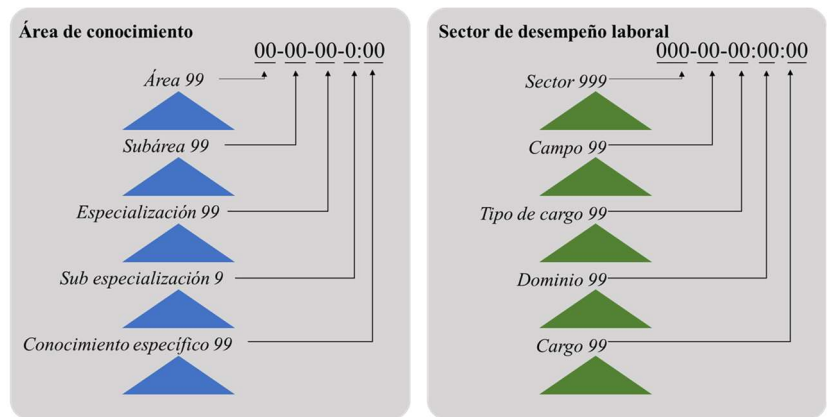 Área de conocimiento
00-00-00-0:00
Área 99
Subárea 99
Especialización 99
Sub especialización 9
Conocimiento específico 99
Sector de desempeño laboral
000-00-00:00:00
Sector 999
Campo 99
Tipo de cargo 99
Dominio 99
Cargo 99